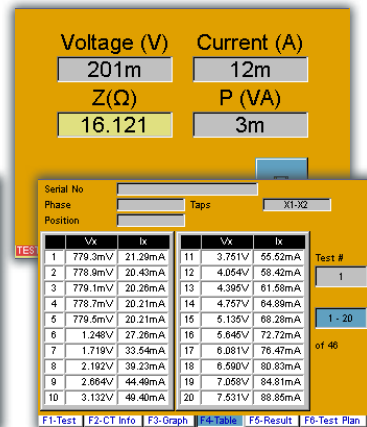 Voltage (V) Current (A)
201m 12m
Z(Ω) P (VA)
16.121 3m
TES
Serial No
Phase Taps X1-X2
Position
Vx Ix Vx Ix
1 779.3mV 21.29mA 11 3.751V 55.52mA Test #
2 778.9mV 20.43mA 12 4.054V 58.42mA 1
3 779.1mV 20.26mA 13 4.395V 61.58mA
4 778.7mV 20.21mA 14 4.757V 64.89mA
5 779.5mV 20.21mA 15 5.135V 68.28mA 1 - 20
6 1.248V 27.26mA 16 5.645V 72.72mA
7 1.719V 33.54mA 17 6.081V 76.47mA of 46
8 2.192V 39.23mA 18 6.590V 80.83mA
9 2.664V 44.49mA 19 7.058V 84.81mA
10 3.132V 49.40mA 20 7.531V 88.85mA
F1-Test F2-CT Info F3-Graph F4-Table F5-Result F6-Test Plan